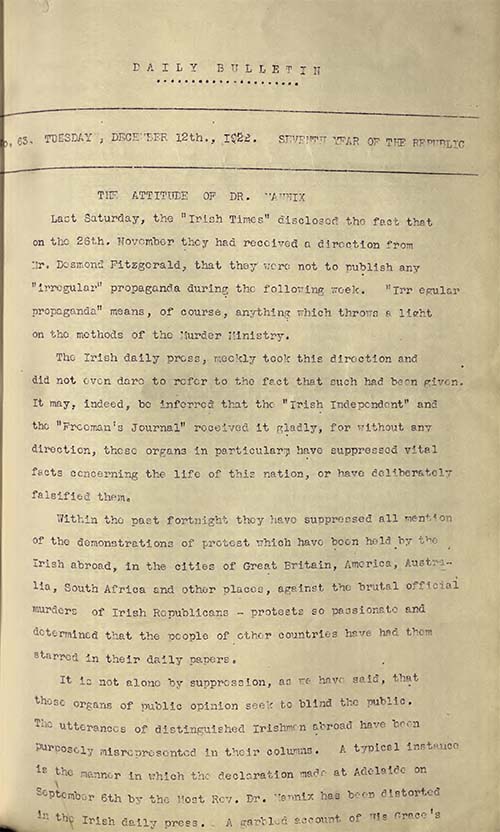 DAILY BULLETIN
....................
No. 63. TUESDAY, DECEMBER 12th., 1922. SEVENTH YEAR OF THE REPUBLIC
THE ATTITUDE OF DR. MANNIX
Last Saturday, the "Irish Times" disclosed the fact that
on the 26th. November they had received a direction from
Mr. Desmond Fitzgerald, that they were not to publish any
"irregular" propaganda during the following week. "Irr egular
propaganda" means, of course, anything which throws a light
on the methods of the Murder Ministry.
The Irish daily press, meekly took this direction and
did not even dare to refer to the fact that such had been given.
It may, indeed, be inferred that the "Irish Independent" and
the "Freeman's Journal" received it gladly, for without any
direction, these organs in particular, have suppressed vital
facts concerning the life of this nation, or have deliberately
falsified them.
Within the past fortnight they have suppressed all mention
of the demonstrations of protest which have been held by the
Irish abroad, in the cities of Great Britain, America, Austra-
lia, South Africa and other places, against the brutal official
murders of Irish Republicans - protests so passionate and
determined that the people of other countries have had them
starred in their daily papers.
It is not alone by suppression, as we have said, that
these organs of public opinion seek to blind the public.
The utterances of distinguished Irishmen abroad have been
purposely misrepresented in their columns. A typical instance
is the manner in which the declaration made at Adelaide on
September 6th by the Most Rev. Dr. Mannix has been distorted
in the Irish daily press. A garbled account of His Grace's